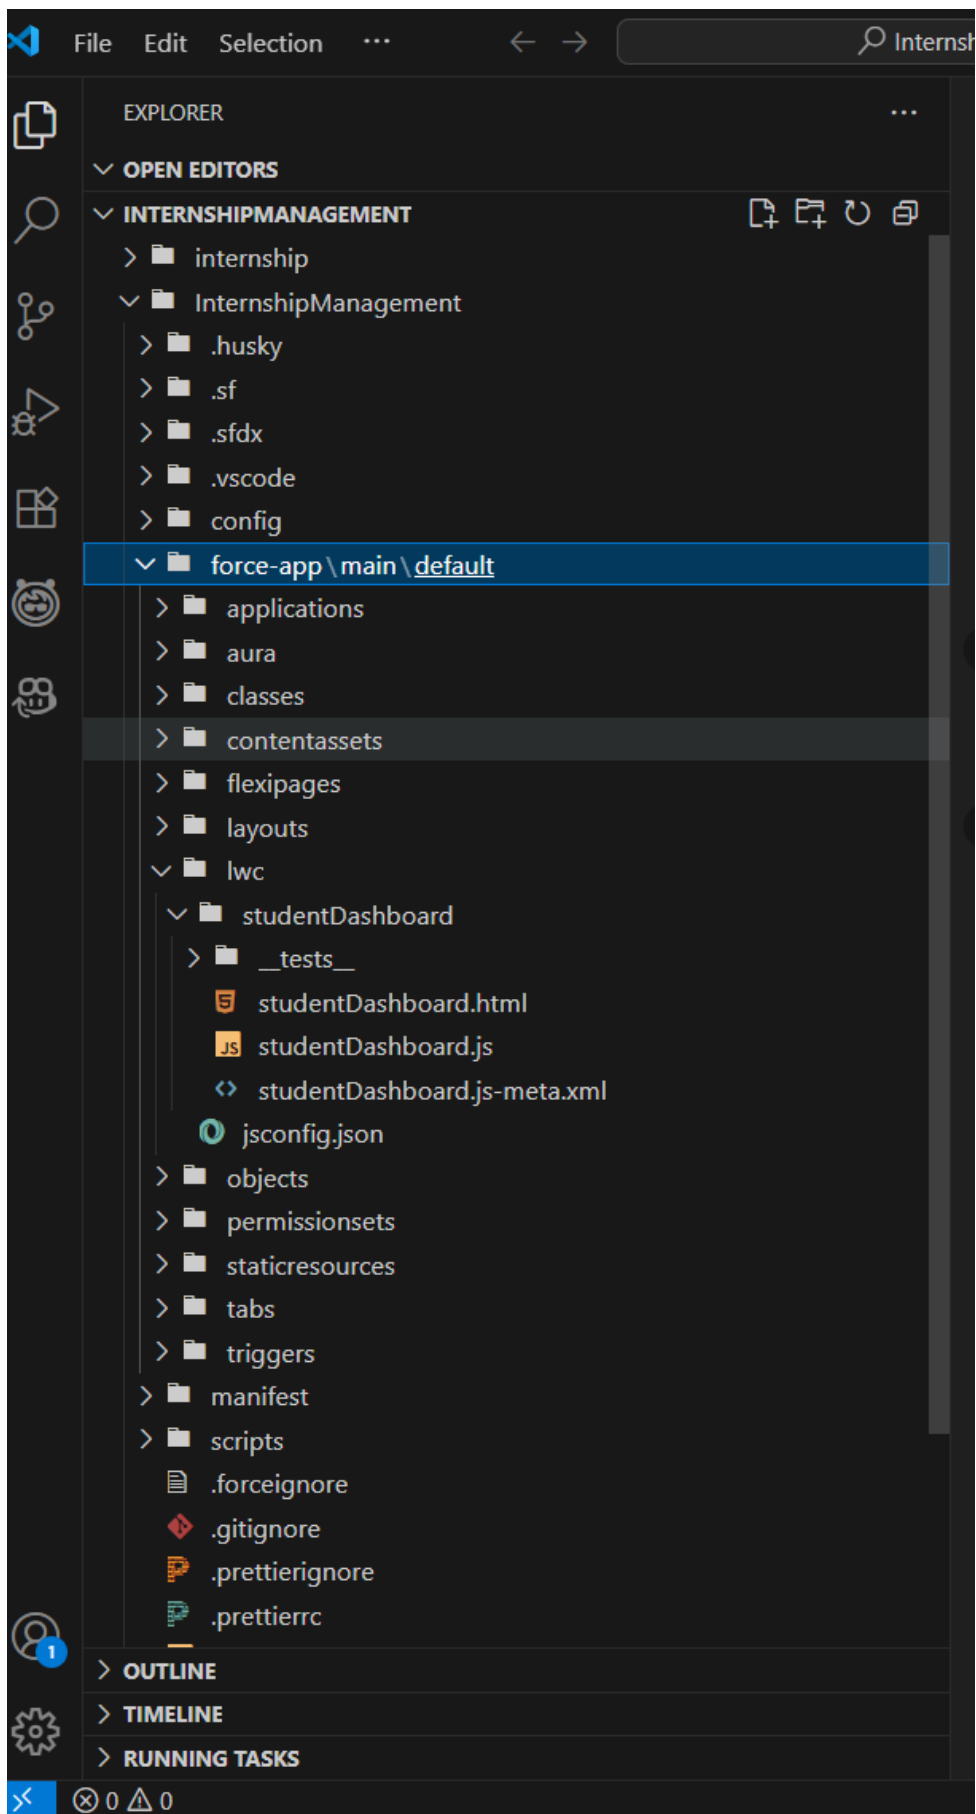 File Edit Selection ··· Internsh
EXPLORER ···
OPEN EDITORS
INTERNSHIPMANAGEMENT
internship
InternshipManagement
.husky
.sf
.sfdx
.vscode
config
force-app\main\default
applications
aura
classes
contentassets
flexipages
layouts
lwc
studentDashboard
__tests__
studentDashboard.html
JS studentDashboard.js
studentDashboard.js-meta.xml
jsconfig.json
objects
permissionsets
staticresources
tabs
triggers
manifest
scripts
.forceignore
.gitignore
.prettierignore
.prettierrc
1
OUTLINE
TIMELINE
RUNNING TASKS
0 0